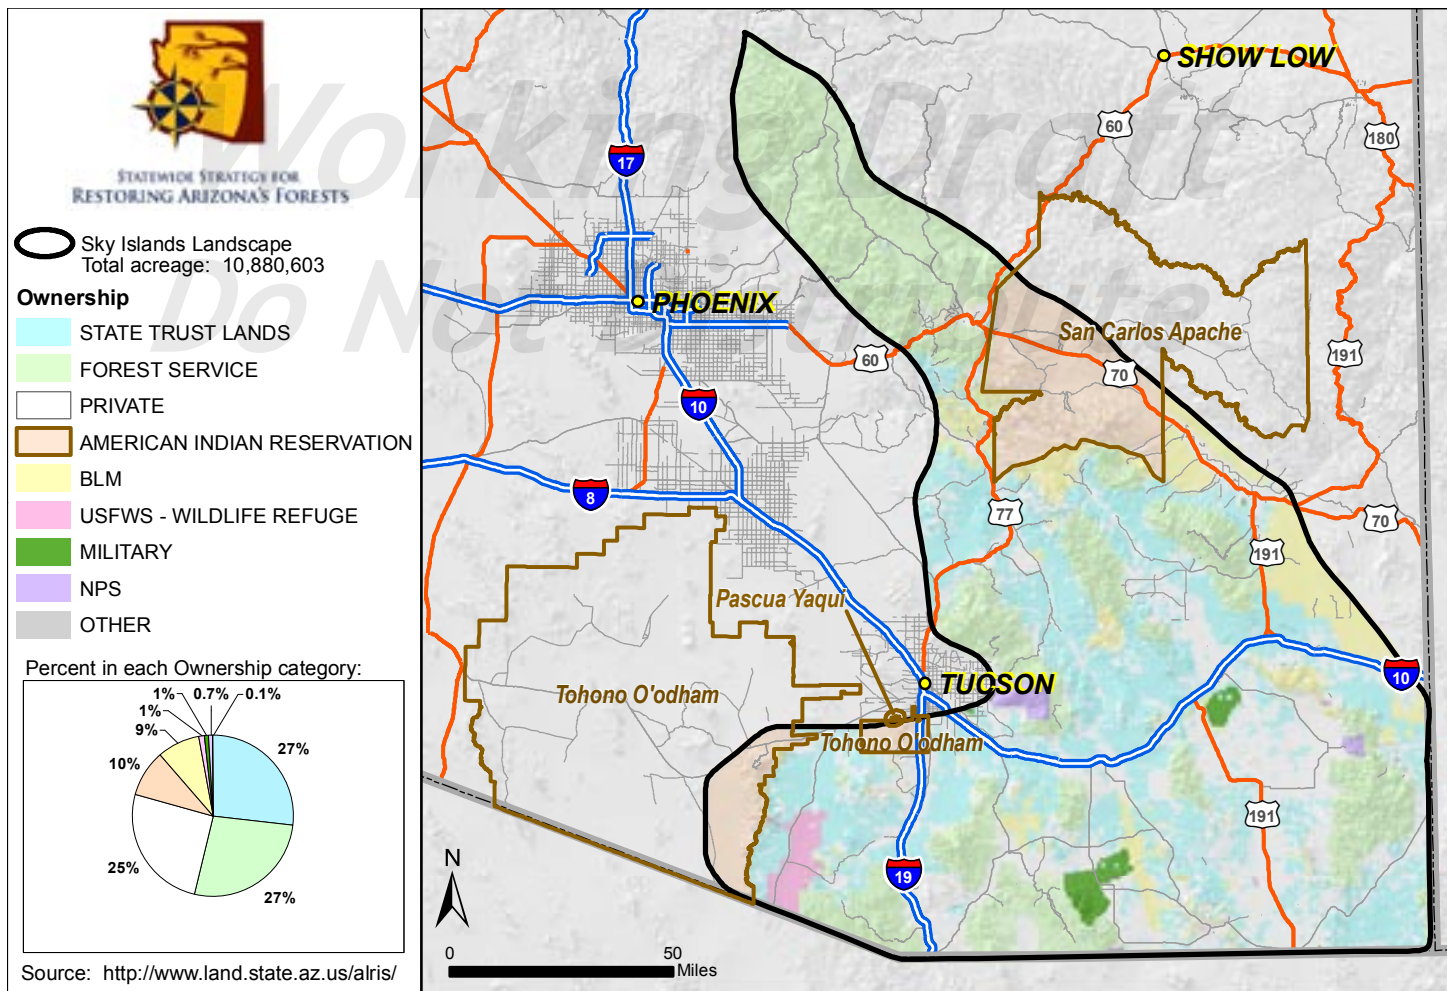 Working Draft
Do Not Distribute
STATEWIDE STRATEGY FOR
RESTORING ARIZONA'S FORESTS
Sky Islands Landscape
Total acreage: 10,880,603
Ownership
STATE TRUST LANDS
FOREST SERVICE
PRIVATE
AMERICAN INDIAN RESERVATION
BLM
USFWS - WILDLIFE REFUGE
MILITARY
NPS
OTHER
Percent in each Ownership category:
1%
0.7%
0.1%
1%
9%
27%
10%
25%
27%
Source: http://www.land.state.az.us/alris/
SHOW LOW
60
180
17
PHOENIX
San Carlos Apache
60
191
70
10
8
77
70
191
Pascua Yaqui
Tohono O'odham
TUCSON
10
Tohono O'odham
191
19
N
0
50
Miles